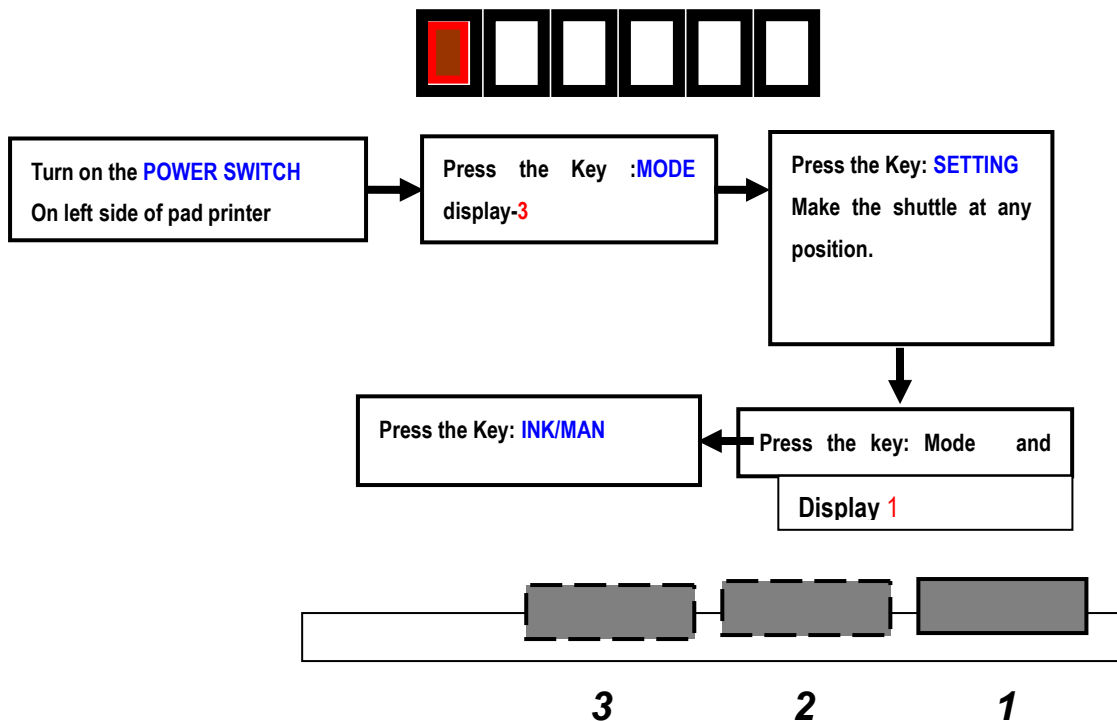 Turn on the POWER SWITCH
On left side of pad printer
Press the Key :MODE
display-3
Press the Key: SETTING
Make the shuttle at any
position.
Press the Key: INK/MAN
Press the key: Mode and
Display 1
3 2 1